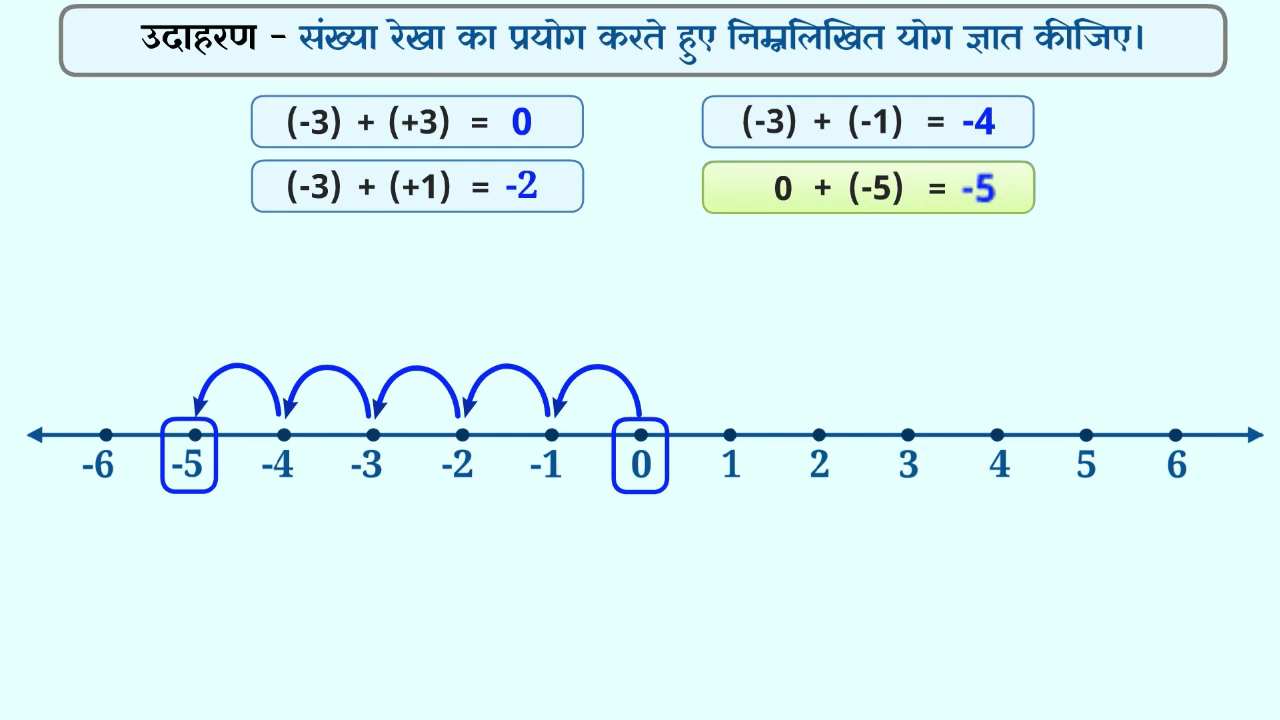 उदाहरण - संख्या रेखा का प्रयोग करते हुए निम्नलिखित योग ज्ञात कीजिए।
(-3) + (+3) = 0
(-3) + (-1) = -4
(-3) + (+1) = -2
0 + (-5) = -5
-6 -5 -4 -3 -2 -1 0 1 2 3 4 5 6